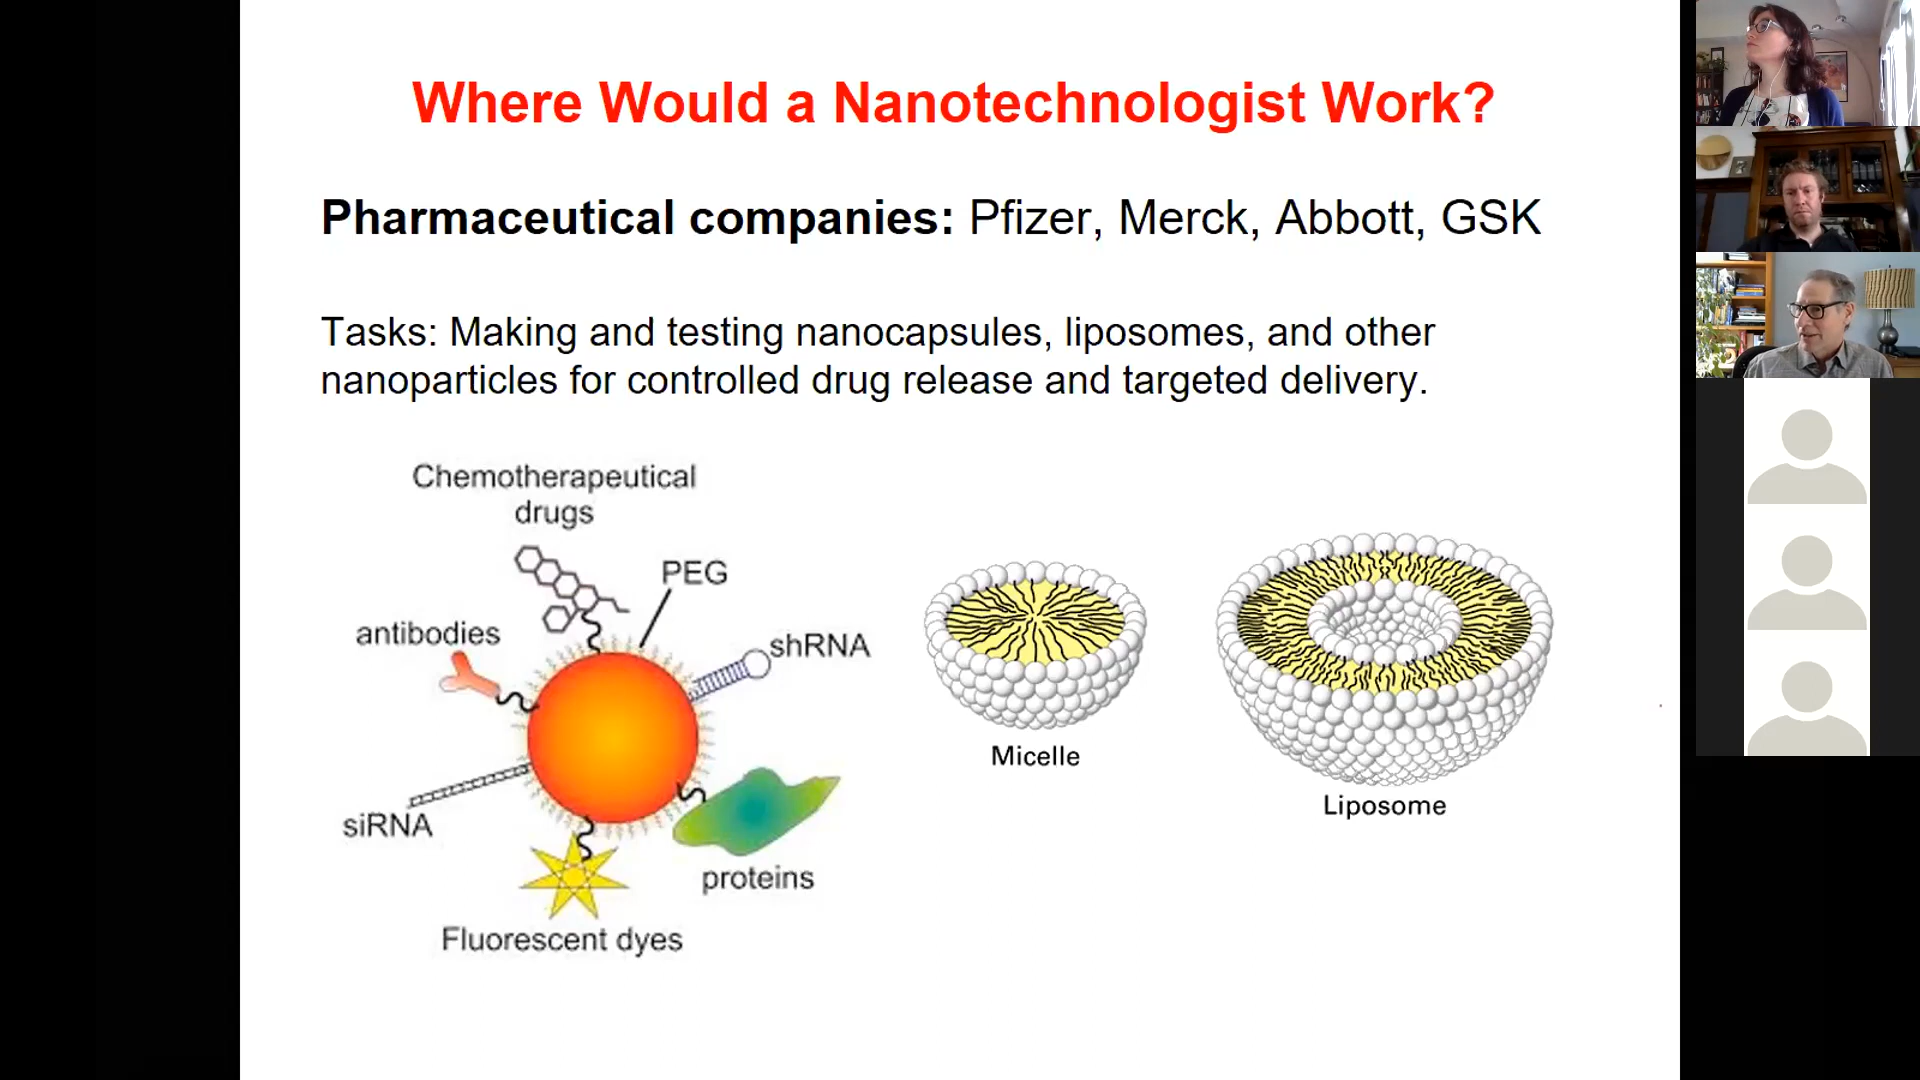 Where Would a Nanotechnologist Work?
Pharmaceutical companies: Pfizer, Merck, Abbott, GSK
Tasks: Making and testing nanocapsules, liposomes, and other
nanoparticles for controlled drug release and targeted delivery.
Chemotherapeutical
drugs
PEG
antibodies
shRNA
siRNA
proteins
Fluorescent dyes
Micelle
Liposome